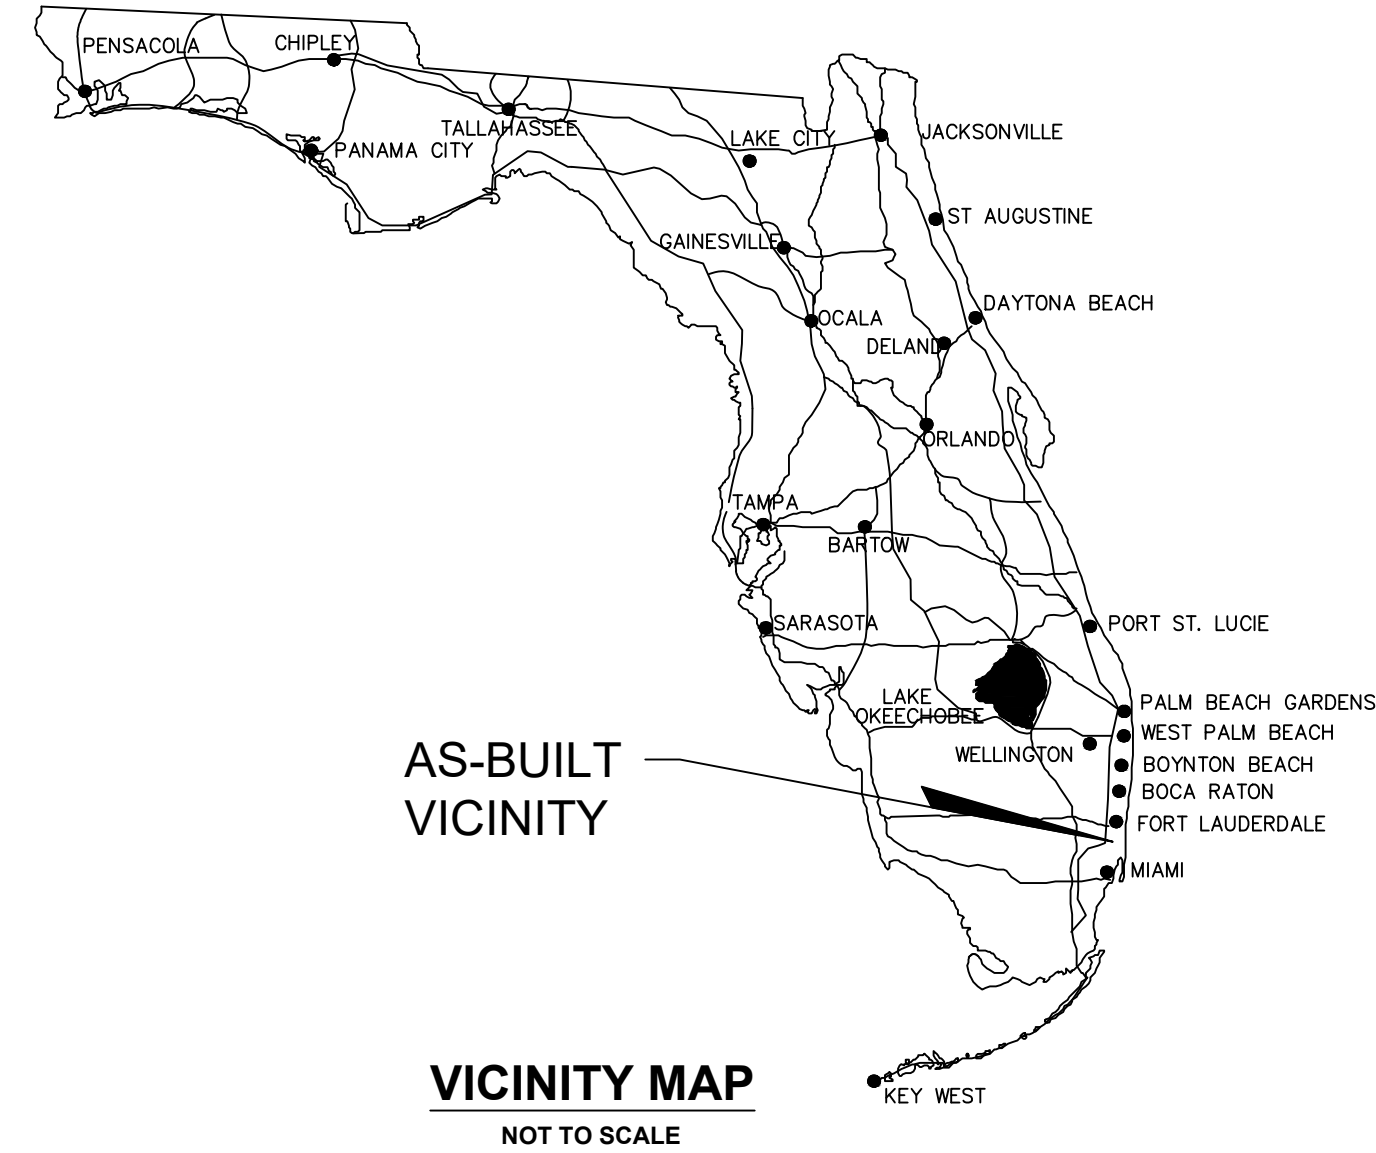 PENSACOLA
CHIPLEY
TALLAHASSEE
PANAMA CITY
LAKE CITY
JACKSONVILLE
ST AUGUSTINE
GAINESVILLE
DAYTONA BEACH
OCALA
DELAND
ORLANDO
TAMPA
BARTOW
SARASOTA
PORT ST. LUCIE
LAKE
OKEECHOBEE
PALM BEACH GARDENS
WEST PALM BEACH
WELLINGTON
BOYNTON BEACH
BOCA RATON
FORT LAUDERDALE
MIAMI
AS-BUILT
VICINITY
KEY WEST
VICINITY MAP
NOT TO SCALE